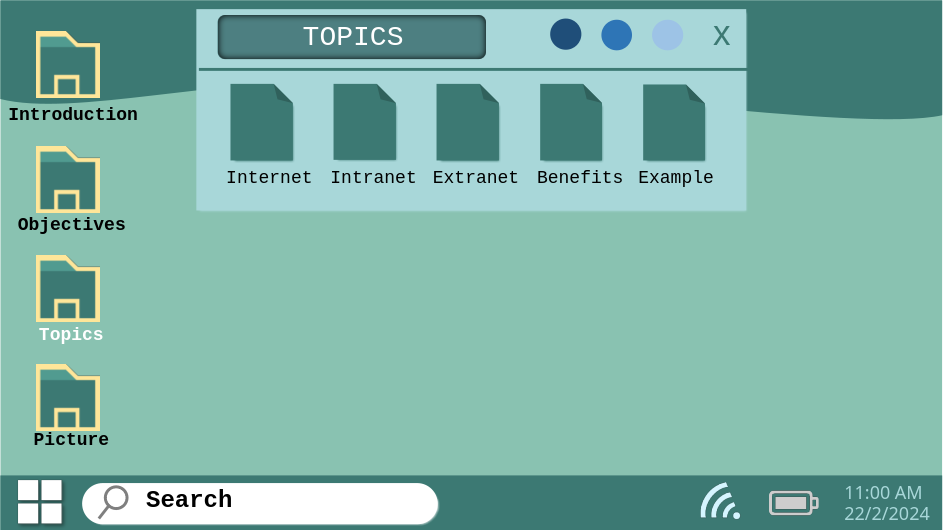 TOPICS
X
Introduction
Internet
Intranet
Extranet
Benefits
Example
Objectives
Topics
Picture
Search
11:00 AM
22/2/2024